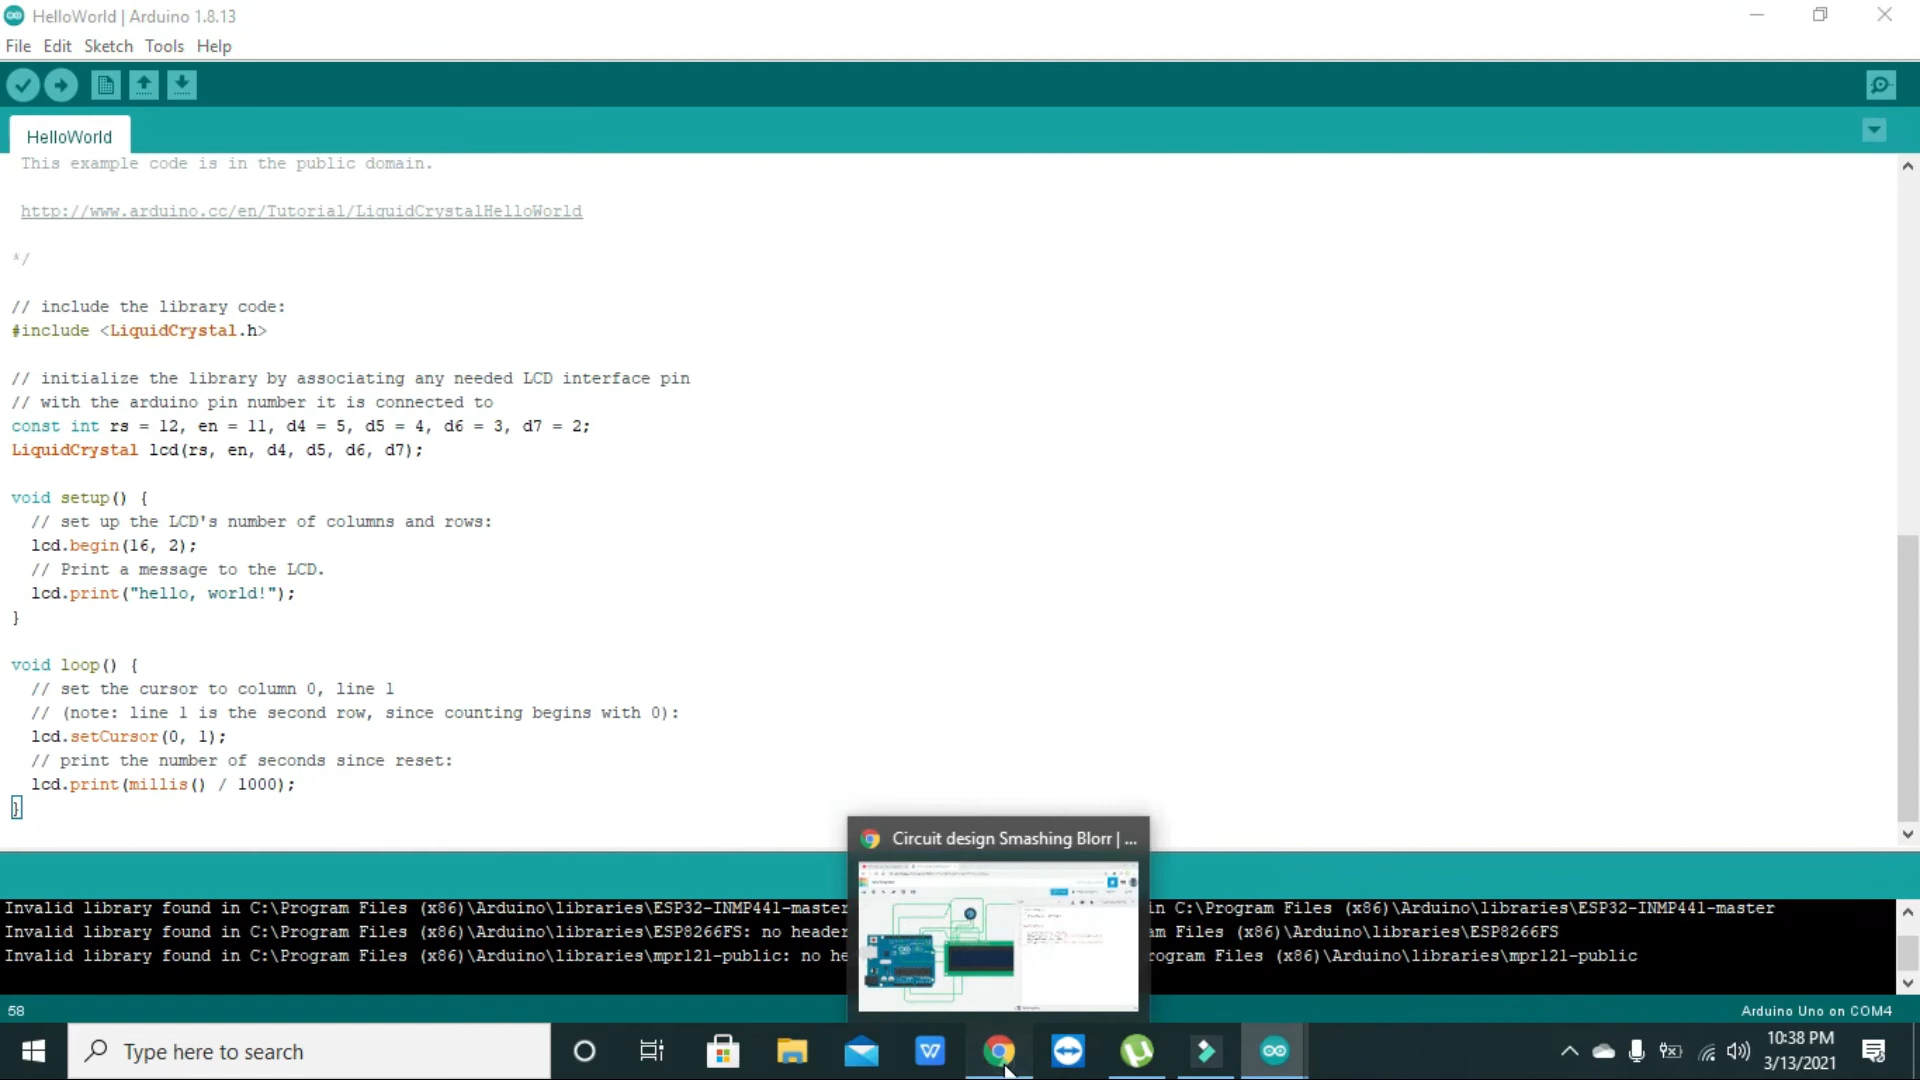 HelloWorld | Arduino 1.8.13
File Edit Sketch Tools Help
HelloWorld
This example code is in the public domain.
http://www.arduino.cc/en/Tutorial/LiquidCrystalHelloWorld
*/
// include the library code:
#include <LiquidCrystal.h>
// initialize the library by associating any needed LCD interface pin
// with the arduino pin number it is connected to
const int rs = 12, en = 11, d4 = 5, d5 = 4, d6 = 3, d7 = 2;
LiquidCrystal lcd(rs, en, d4, d5, d6, d7);
void setup() {
// set up the LCD's number of columns and rows:
lcd.begin(16, 2);
// Print a message to the LCD.
lcd.print("hello, world!");
}
void loop() {
// set the cursor to column 0, line 1
// (note: line 1 is the second row, since counting begins with 0):
lcd.setCursor(0, 1);
// print the number of seconds since reset:
lcd.print(millis() / 1000);
}
Circuit design Smashing Blorr | ...
Invalid library found in C:\Program Files (x86)\Arduino\libraries\ESP32-INMP441-master in C:\Program Files (x86)\Arduino\libraries\ESP32-INMP441-master
Invalid library found in C:\Program Files (x86)\Arduino\libraries\ESP8266FS: no header am Files (x86)\Arduino\libraries\ESP8266FS
Invalid library found in C:\Program Files (x86)\Arduino\libraries\mpr121-public: no he ogram Files (x86)\Arduino\libraries\mpr121-public
58
Arduino Uno on COM4
Type here to search
10:38 PM
3/13/2021